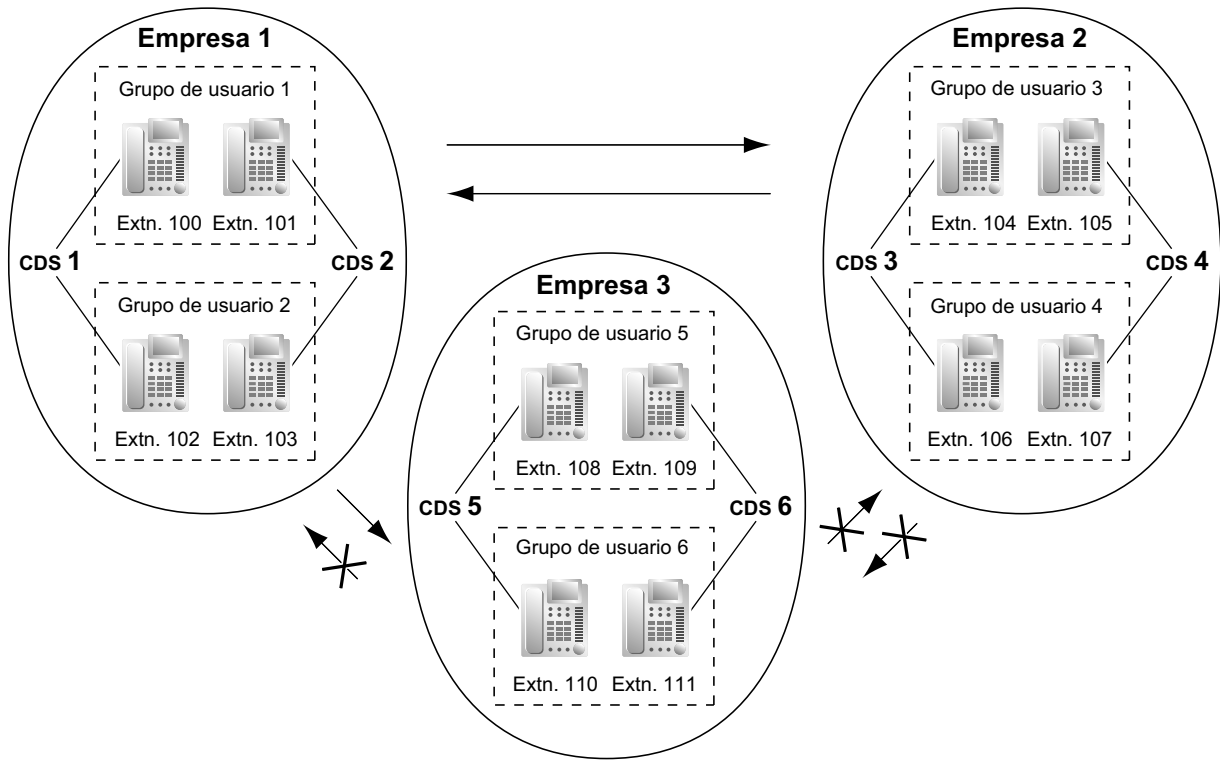 Empresa 1
Grupo de usuario 1
Extn. 100 Extn. 101
CDS 1 CDS 2
Grupo de usuario 2
Extn. 102 Extn. 103
Empresa 2
Grupo de usuario 3
Extn. 104 Extn. 105
CDS 3 CDS 4
Grupo de usuario 4
Extn. 106 Extn. 107
Empresa 3
Grupo de usuario 5
Extn. 108 Extn. 109
CDS 5 CDS 6
Grupo de usuario 6
Extn. 110 Extn. 111